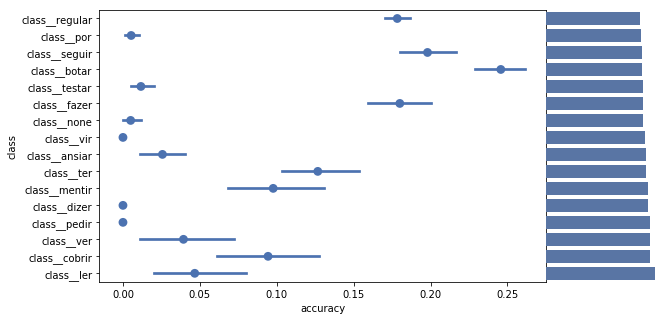 class__regular
class__por
class__seguir
class__botar
class__testar
class__fazer
class__none
class__vir
class__ansiar
class__ter
class__mentir
class__dizer
class__pedir
class__ver
class__cobrir
class__ler
class
0.00 0.05 0.10 0.15 0.20 0.25
accuracy